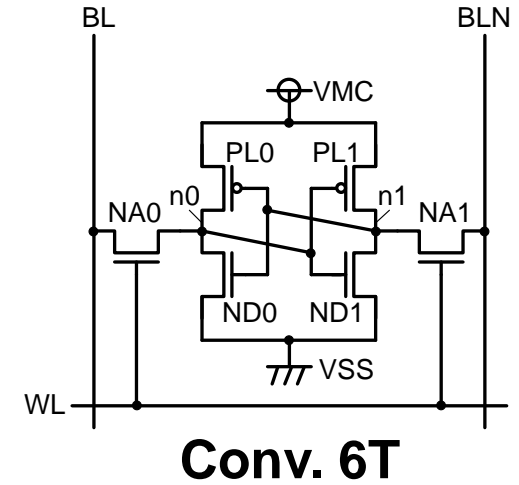 BL BLN
VMC
PL0 PL1
n0 n1
NA0 NA1
ND0 ND1
VSS
WL
Conv. 6T